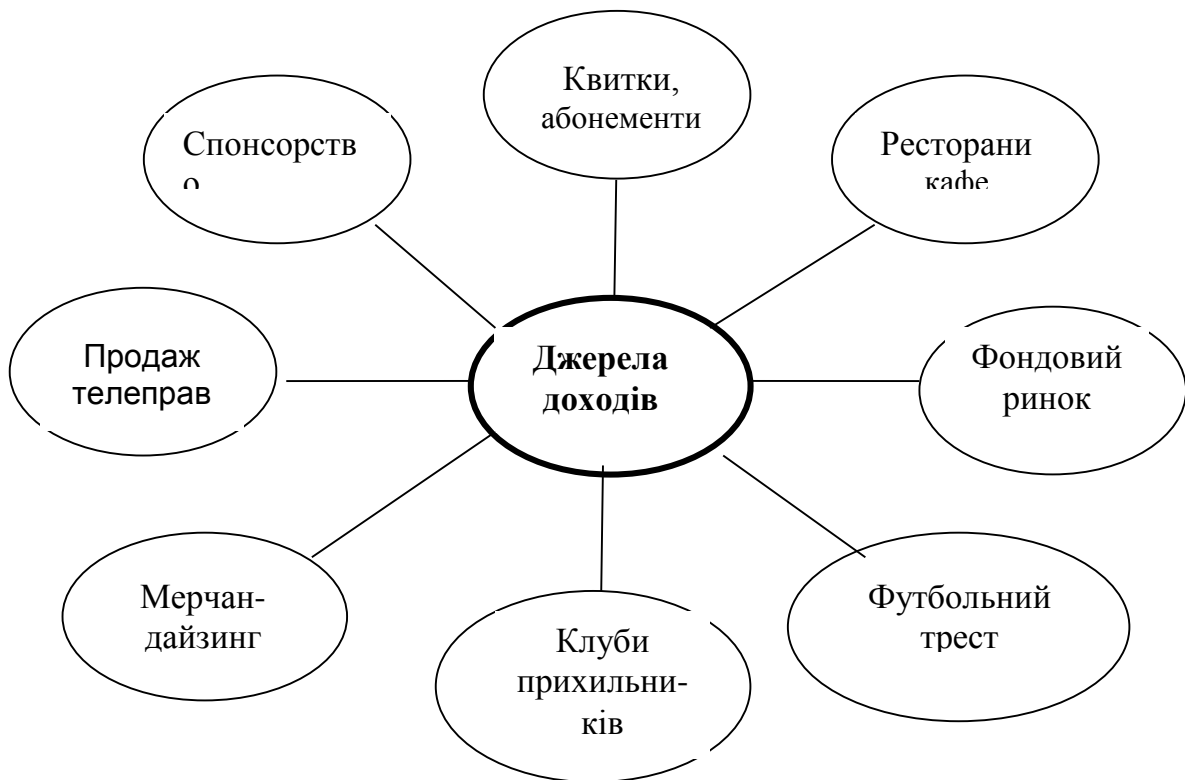 Квитки,
абонементи
Спонсорств
о
Ресторани
кафе
Джерела
доходів
Продаж
телеправ
Фондовий
ринок
Мерчан-
дайзинг
Клуби
прихильни-
ків
Футбольний
трест